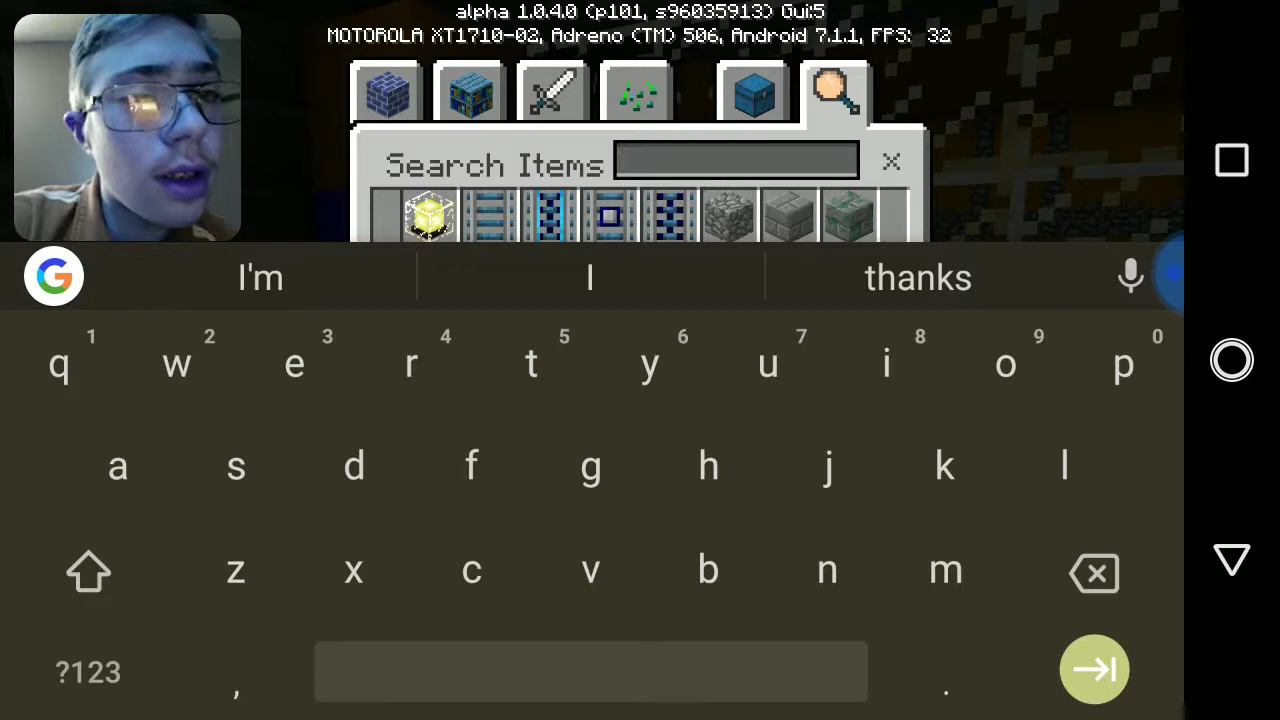 alpha 1.0.4.0 (p101, s96035913) Gui:5
MOTOROLA XT1710-02, Adreno (TM) 506, Android 7.1.1, FPS: 32
Search Items
I'm I thanks
1 2 3 4 5 6 7 8 9 0
q w e r t y u i o p
a s d f g h j k l
z x c v b n m
?123 , .